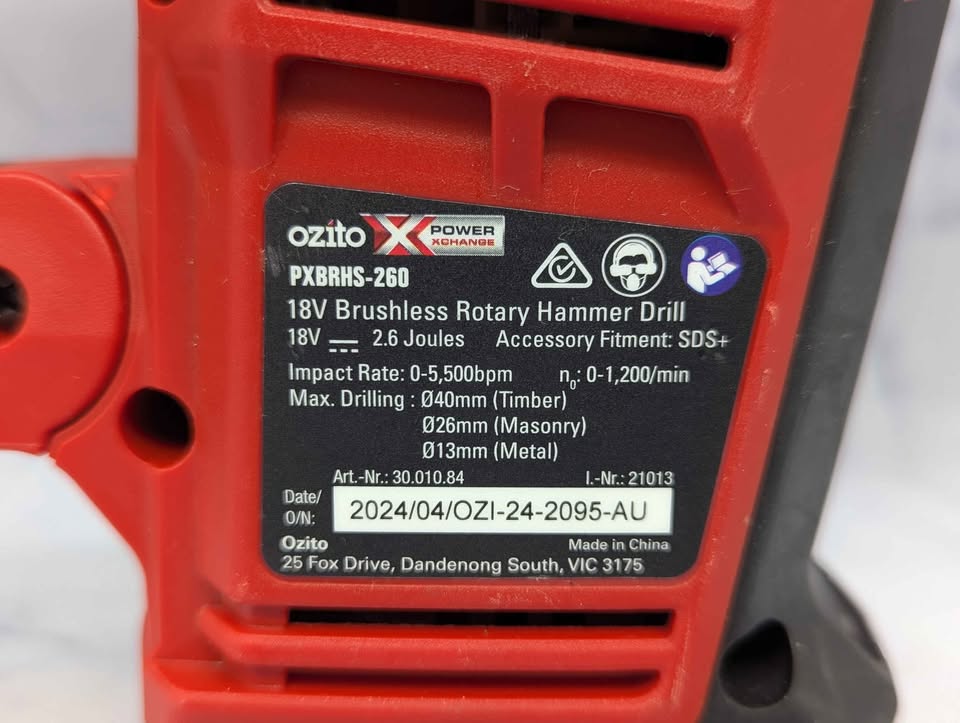 ozito X POWER XCHANGE
PXBRHS-260
18V Brushless Rotary Hammer Drill
18V 2.6 Joules Accessory Fitment: SDS+
Impact Rate: 0-5,500bpm n₀: 0-1,200/min
Max. Drilling : Ø40mm (Timber)
Ø26mm (Masonry)
Ø13mm (Metal)
Art.-Nr.: 30.010.84 I.-Nr.: 21013
Date/
O/N: 2024/04/OZI-24-2095-AU
Ozito Made in China
25 Fox Drive, Dandenong South, VIC 3175